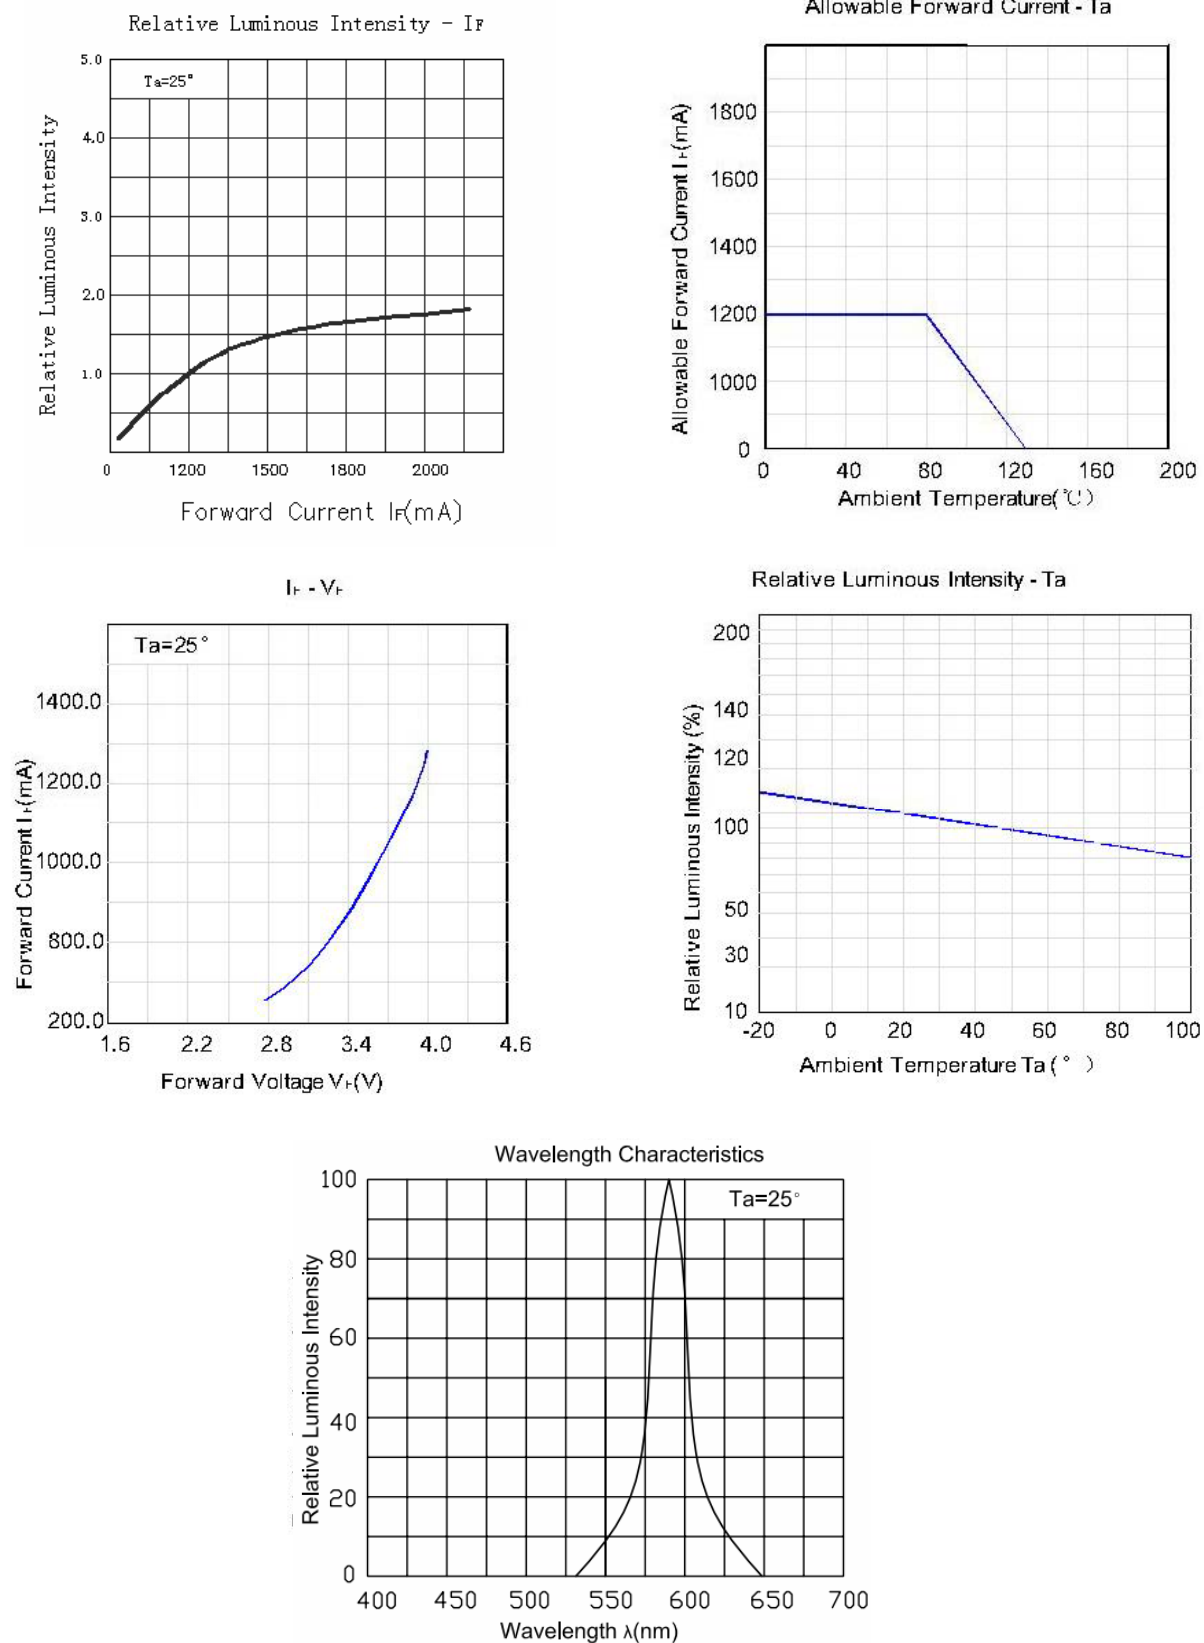 Relative Luminous Intensity - IF
Ta=25°
Relative Luminous Intensity
5.0
4.0
3.0
2.0
1.0
0 1200 1500 1800 2000
Forward Current IF(mA)
Allowable Forward Current - Ta
Allowable Forward Current IF(mA)
1800
1600
1400
1200
1000
0
0 40 80 120 160 200
Ambient Temperature(℃)
IF - VF
Ta=25°
Forward Current IF(mA)
1400.0
1200.0
1000.0
800.0
200.0
1.6 2.2 2.8 3.4 4.0 4.6
Forward Voltage VF(V)
Relative Luminous Intensity - Ta
Relative Luminous Intensity (%)
200
140
120
100
50
30
10
-20 0 20 40 60 80 100
Ambient Temperature Ta ( ° )
Wavelength Characteristics
Ta=25°
Relative Luminous Intensity
100
80
60
40
20
0
400 450 500 550 600 650 700
Wavelength λ(nm)